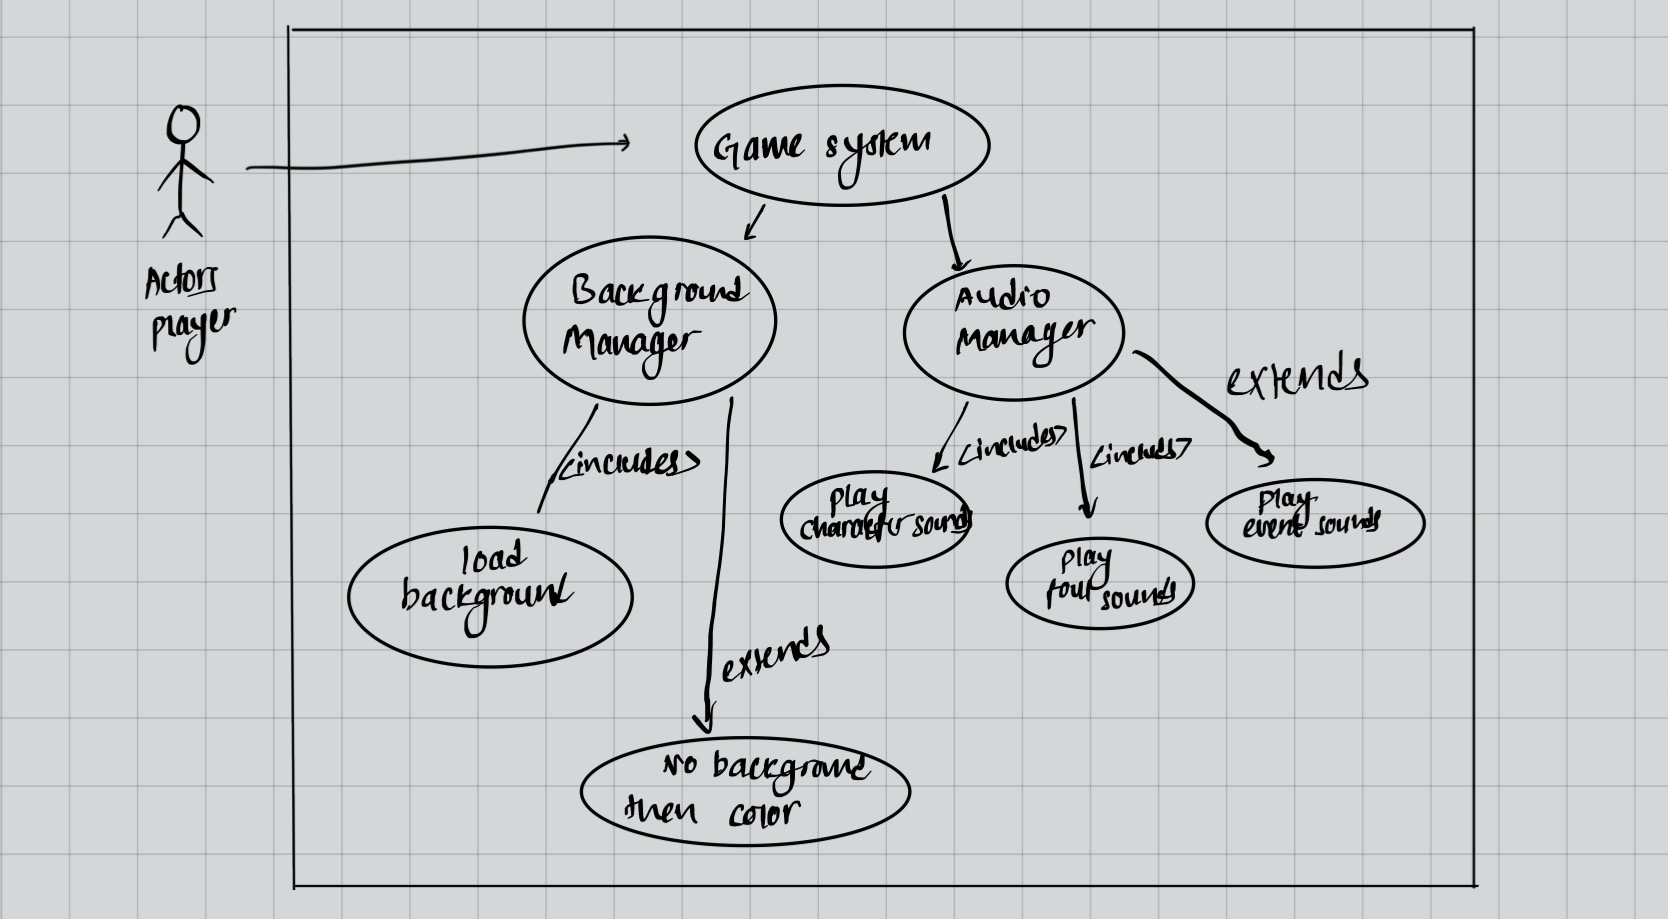 Game system
Actors
player
Background
Manager
Audio
Manager
extends
<includes>
<includes>
<includes>
play
character sounds
play
event sounds
load
background
play
sounds
extends
No background
then color